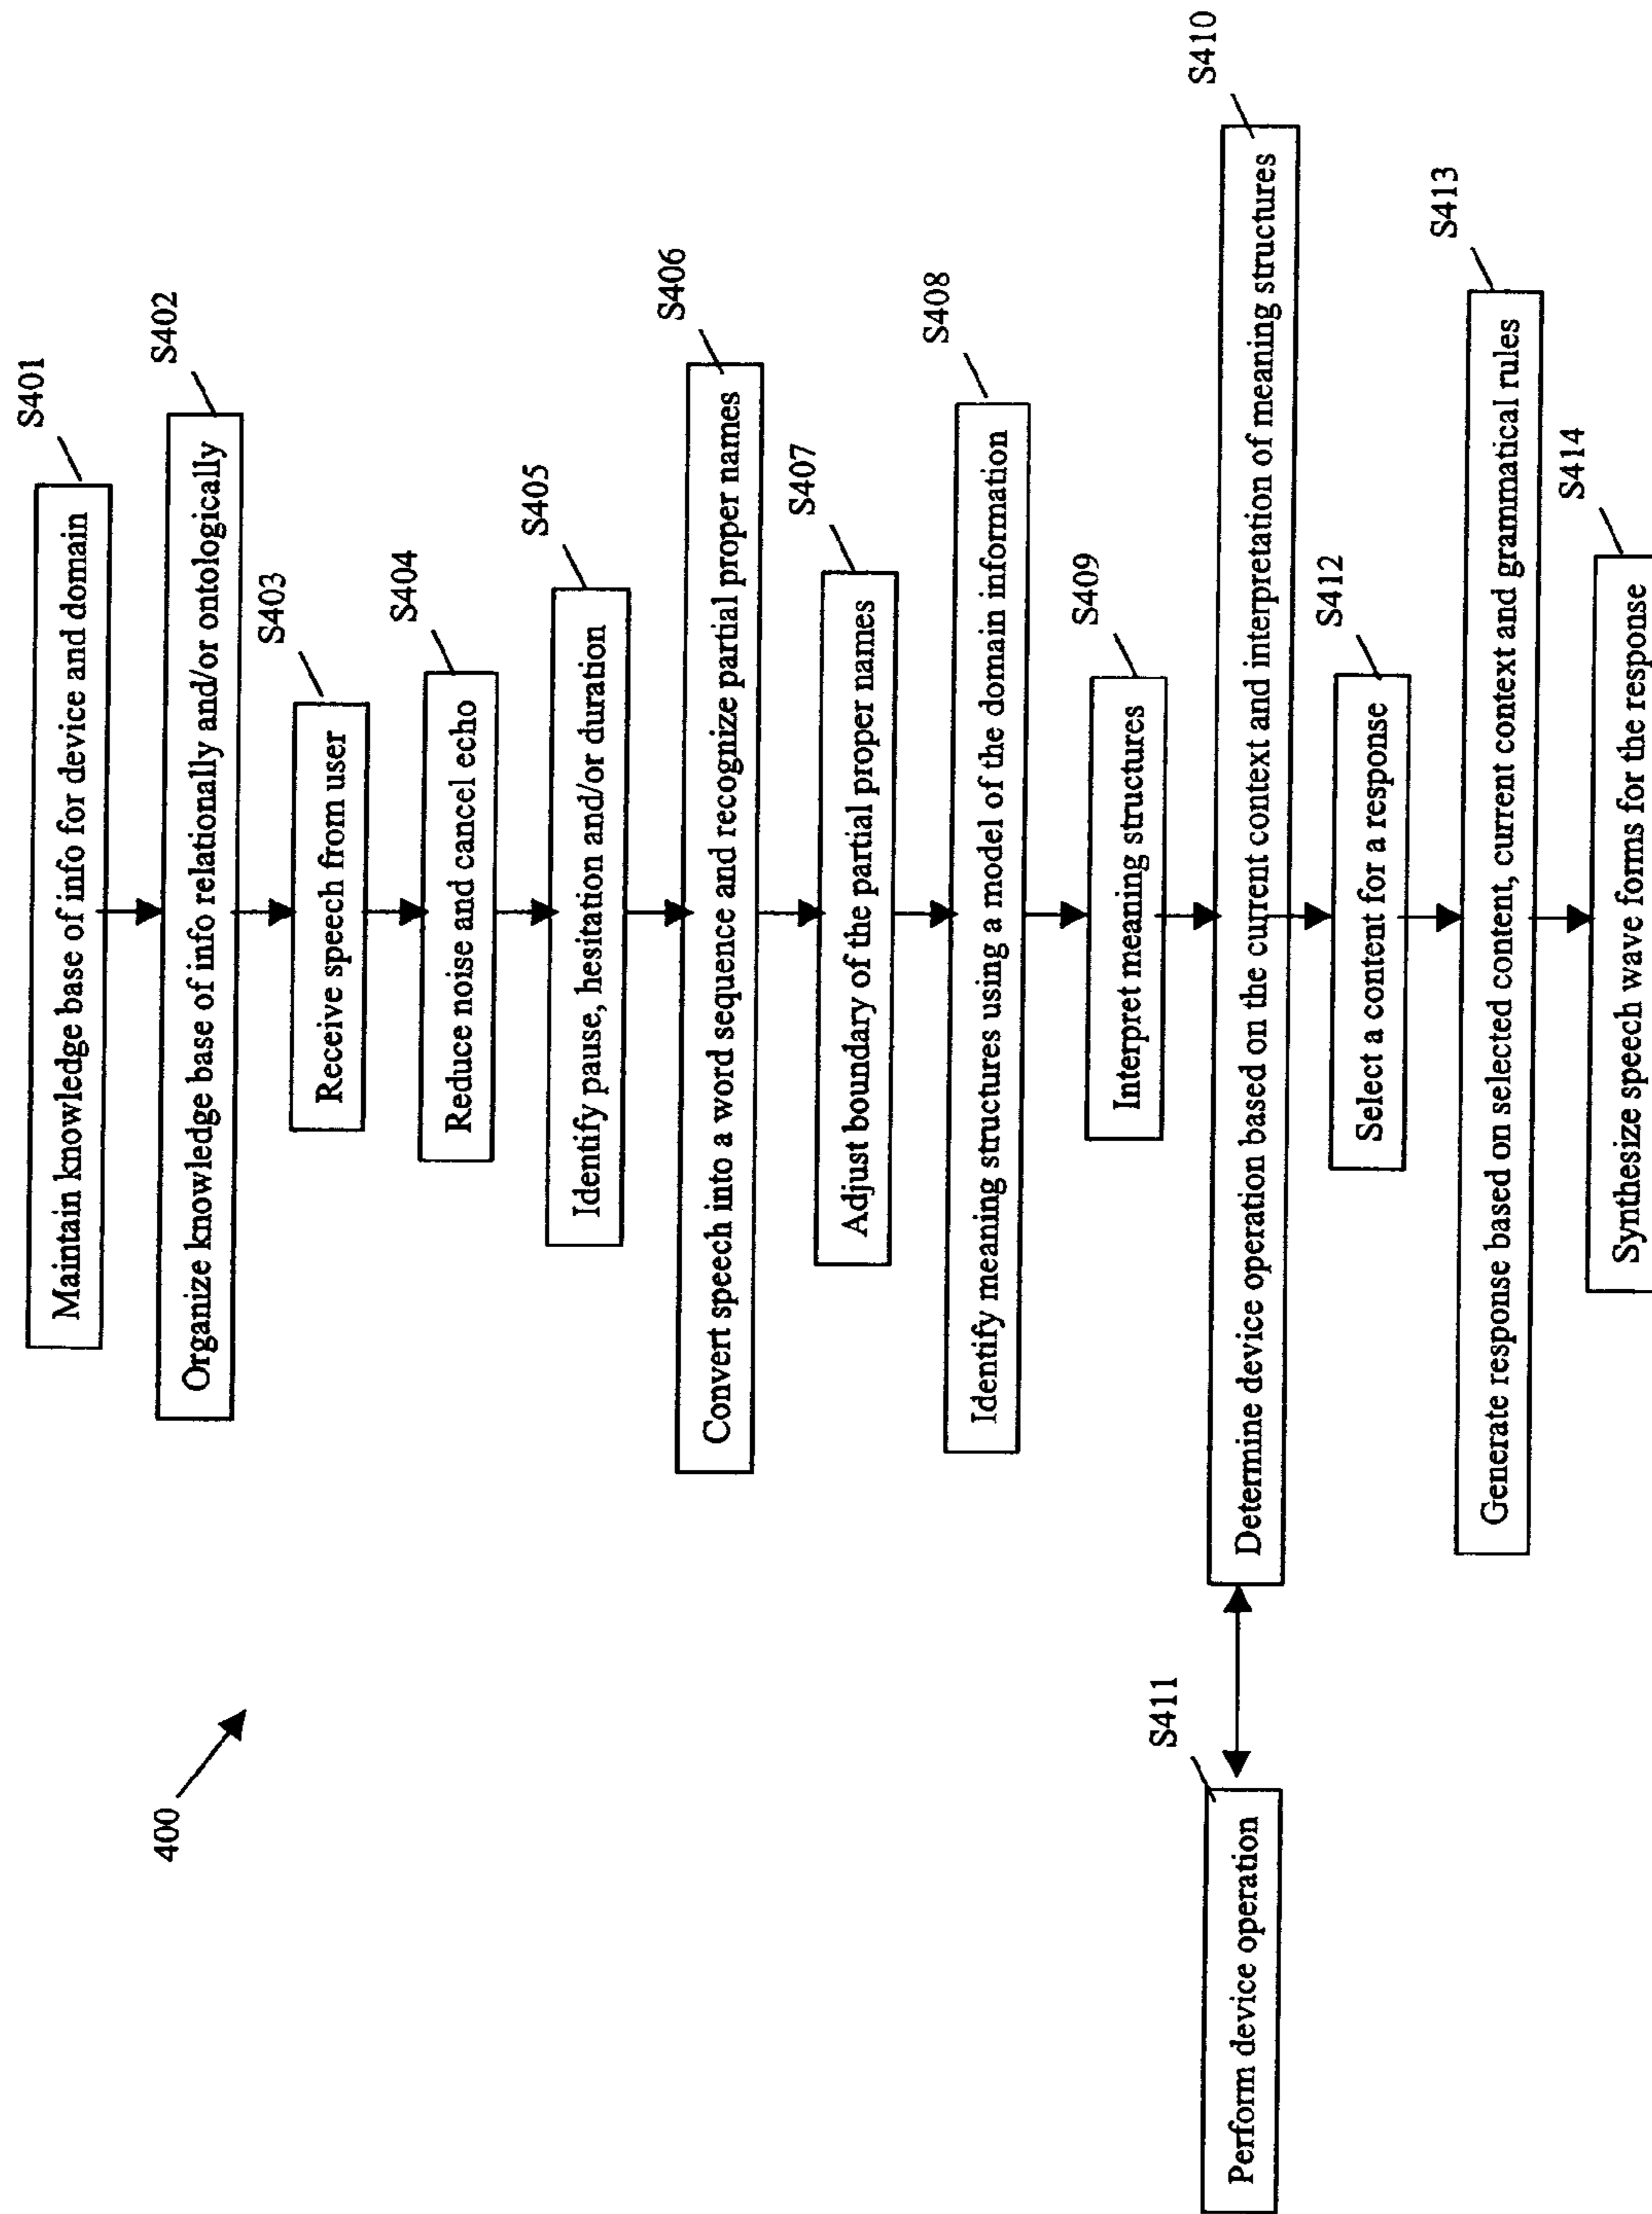 400
S401
Maintain knowledge base of info for device and domain
S402
Organize knowledge base of info relationally and/or ontologically
S403
Receive speech from user
S404
Reduce noise and cancel echo
S405
Identify pause, hesitation and/or duration
S406
Convert speech into a word sequence and recognize partial proper names
S407
Adjust boundary of the partial proper names
S408
Identify meaning structures using a model of the domain information
S409
Interpret meaning structures
S410
Determine device operation based on the current context and interpretation of meaning structures
S411
Perform device operation
S412
Select a content for a response
S413
Generate response based on selected content, current context and grammatical rules
S414
Synthesize speech wave forms for the response